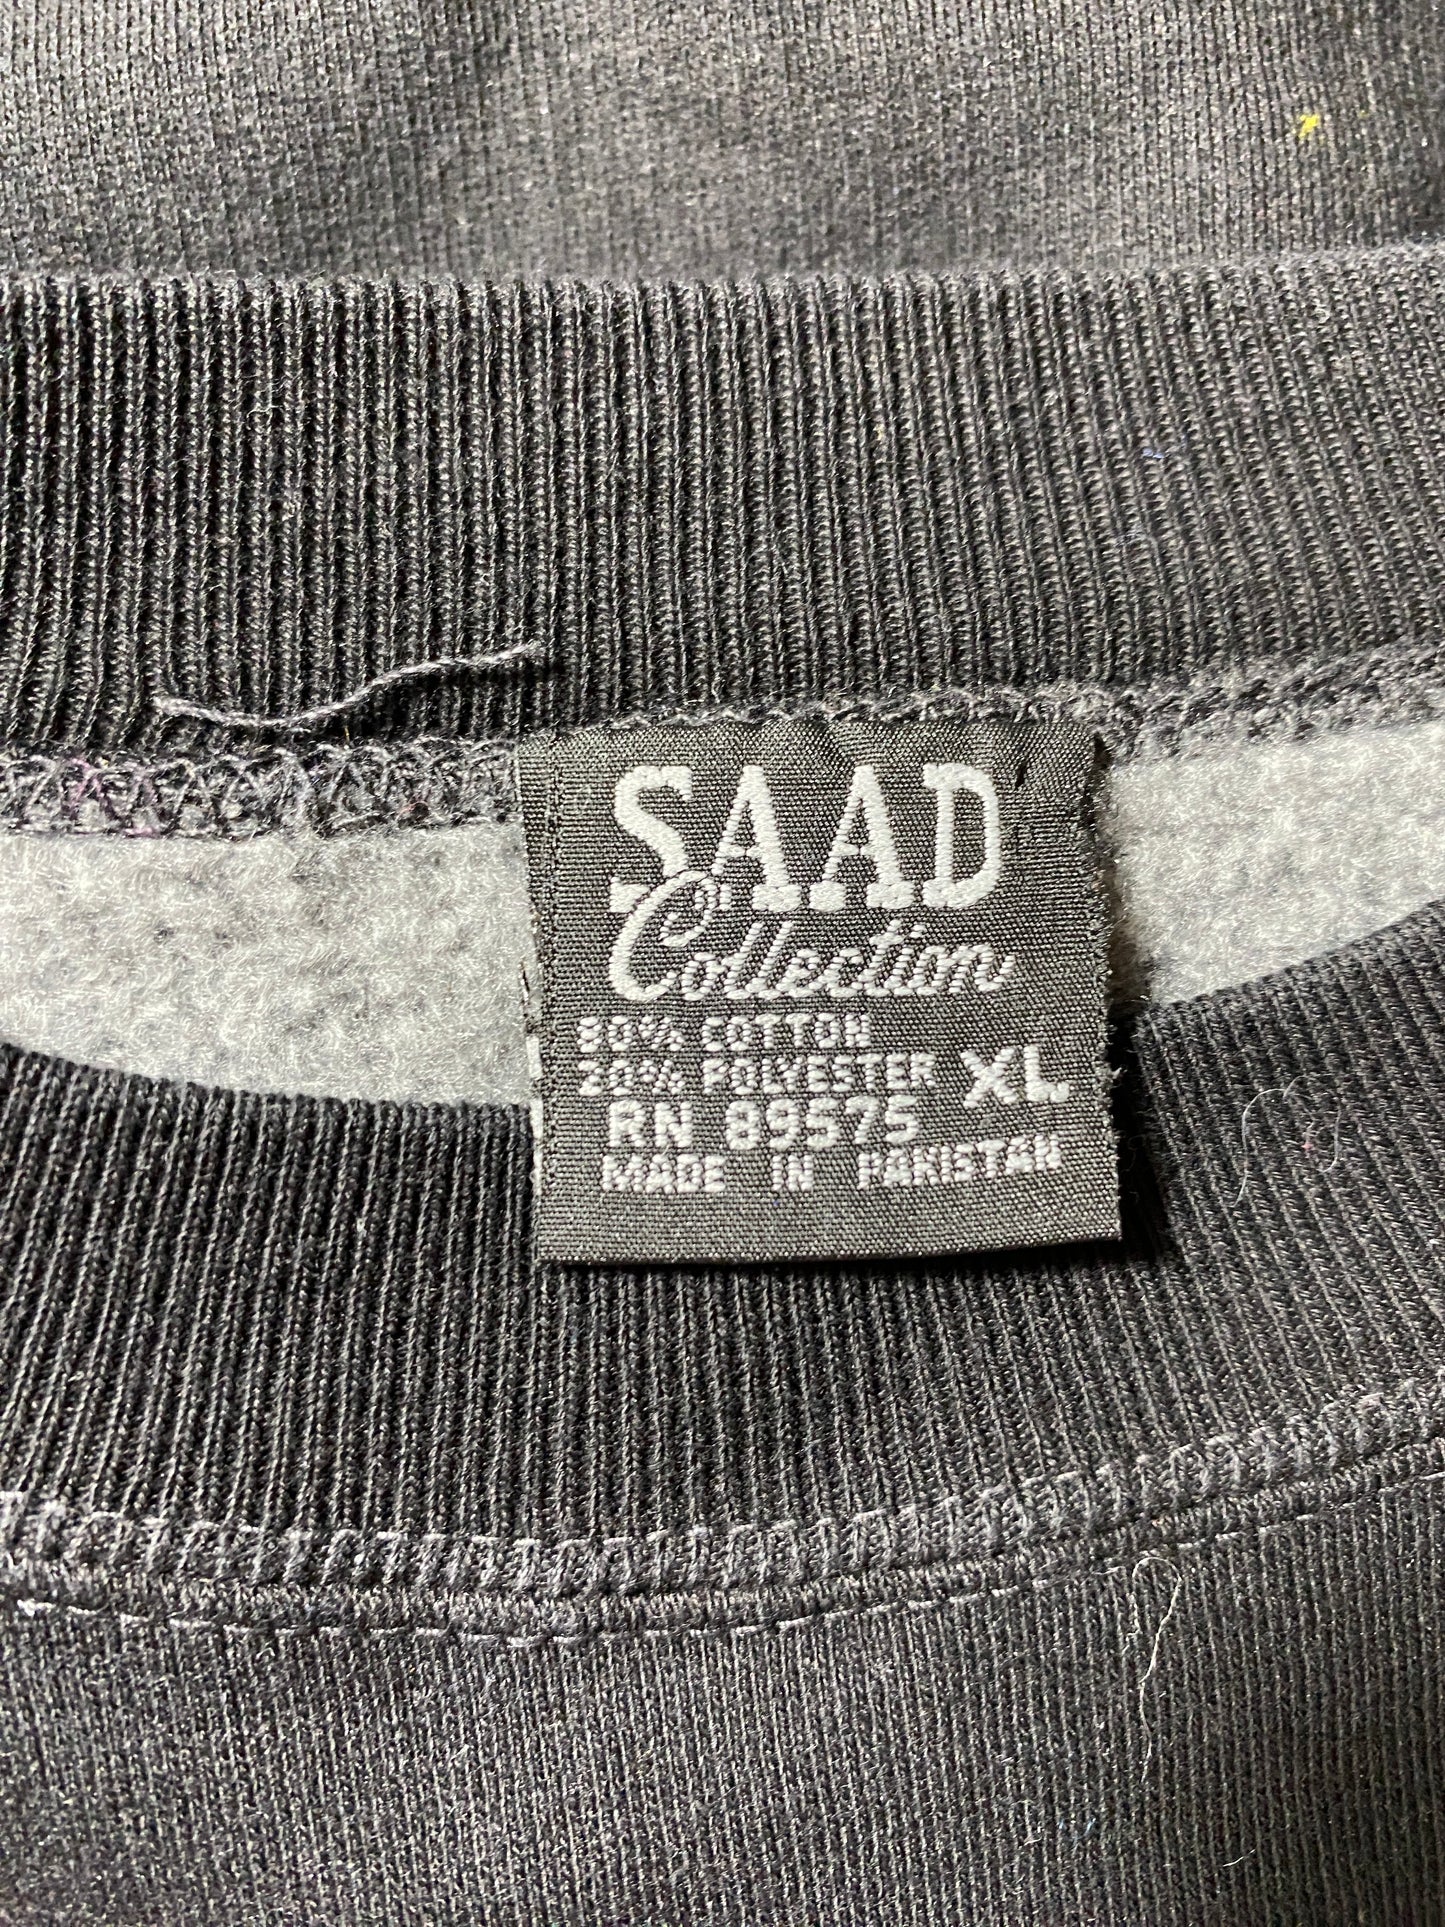 SAAD
Collection
80% COTTON
20% POLYESTER XL
RN 89575
MADE IN PAKISTAN